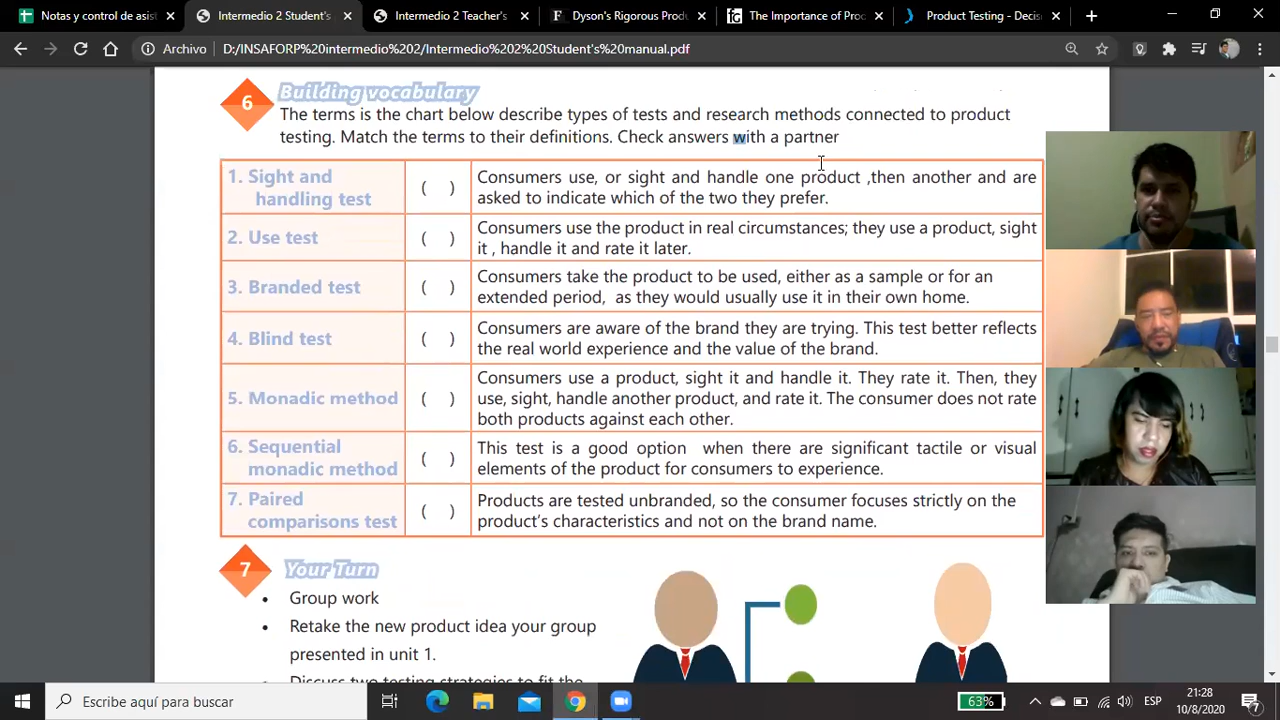 Notas y control de asist
Intermedio 2 Student's
Intermedio 2 Teacher's
Dyson's Rigorous Prod
The Importance of Prod
Product Testing - Decis
Archivo
D:/INSAFORP%20intermedio%202/Intermedio%202%20Student's%20manual.pdf
6
Building vocabulary
The terms is the chart below describe types of tests and research methods connected to product
testing. Match the terms to their definitions. Check answers with a partner
1. Sight and
handling test
( )
Consumers use, or sight and handle one product ,then another and are
asked to indicate which of the two they prefer.
2. Use test
( )
Consumers use the product in real circumstances; they use a product, sight
it , handle it and rate it later.
3. Branded test
( )
Consumers take the product to be used, either as a sample or for an
extended period, as they would usually use it in their own home.
4. Blind test
( )
Consumers are aware of the brand they are trying. This test better reflects
the real world experience and the value of the brand.
5. Monadic method
( )
Consumers use a product, sight it and handle it. They rate it. Then, they
use, sight, handle another product, and rate it. The consumer does not rate
both products against each other.
6. Sequential
monadic method
( )
This test is a good option when there are significant tactile or visual
elements of the product for consumers to experience.
7. Paired
comparisons test
( )
Products are tested unbranded, so the consumer focuses strictly on the
product's characteristics and not on the brand name.
7
Your Turn
• Group work
• Retake the new product idea your group
presented in unit 1.
• Discuss two testing strategies to fit the
Escribe aquí para buscar
63%
ESP
21:28
10/8/2020
7